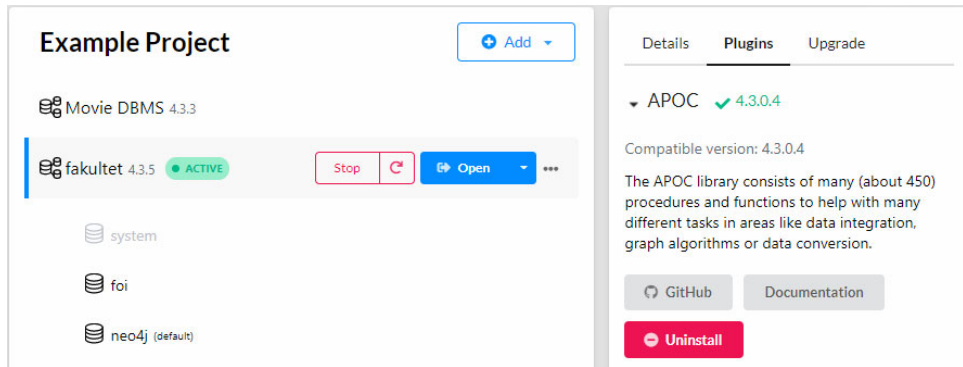 Example Project
Add
Movie DBMS 4.3.3
fakultet 4.3.5 ACTIVE Stop Open
system
foi
neo4j (default)
Details Plugins Upgrade
APOC 4.3.0.4
Compatible version: 4.3.0.4
The APOC library consists of many (about 450)
procedures and functions to help with many
different tasks in areas like data integration,
graph algorithms or data conversion.
GitHub Documentation
Uninstall